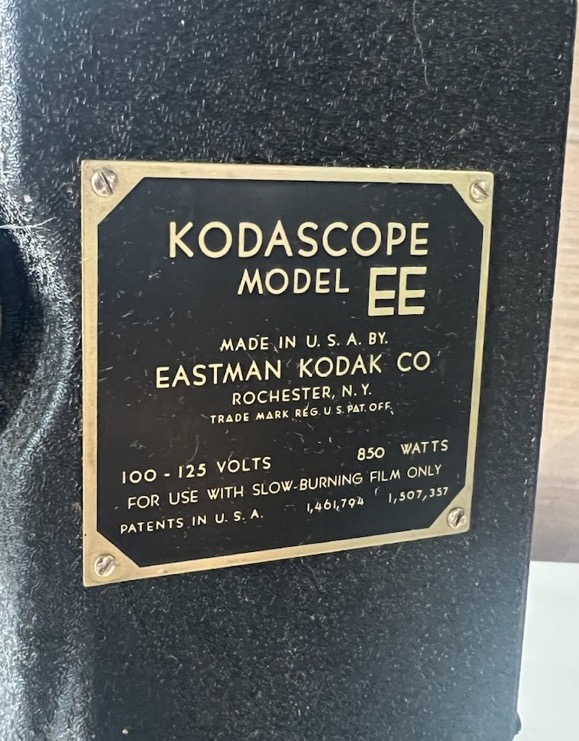 KODASCOPE
MODEL EE
MADE IN U. S. A. BY.
EASTMAN KODAK CO
ROCHESTER, N. Y.
TRADE MARK REG. U. S. PAT. OFF.
100 - 125 VOLTS 850 WATTS
FOR USE WITH SLOW-BURNING FILM ONLY
PATENTS IN U. S. A. 1,461,794 1,507,357